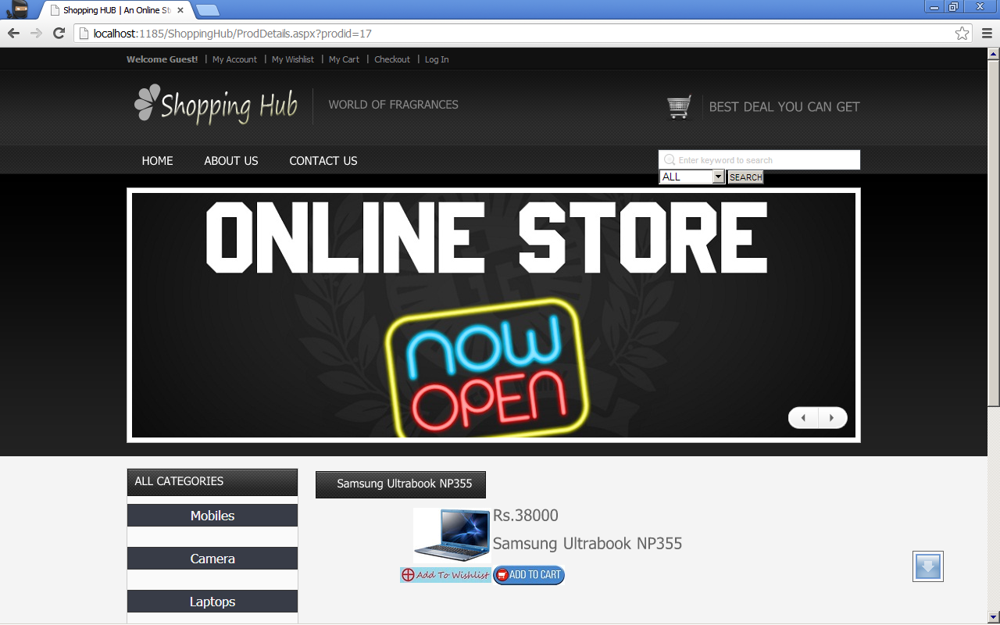 Shopping HUB | An Online St
localhost:1185/ShoppingHub/ProdDetails.aspx?prodid=17
Welcome Guest! | My Account | My Wishlist | My Cart | Checkout | Log In
Shopping Hub
WORLD OF FRAGRANCES
BEST DEAL YOU CAN GET
HOME ABOUT US CONTACT US
Enter keyword to search
ALL SEARCH
ONLINE STORE
NOW
OPEN
ALL CATEGORIES
Mobiles
Camera
Laptops
Samsung Ultrabook NP355
Rs.38000
Samsung Ultrabook NP355
Add To Wishlist ADD TO CART